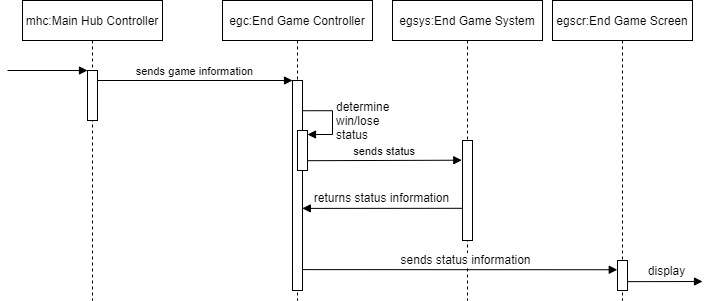 mhc:Main Hub Controller
egc:End Game Controller
egsys:End Game System
egscr:End Game Screen
sends game information
determine
win/lose
status
sends status
returns status information
sends status information
display